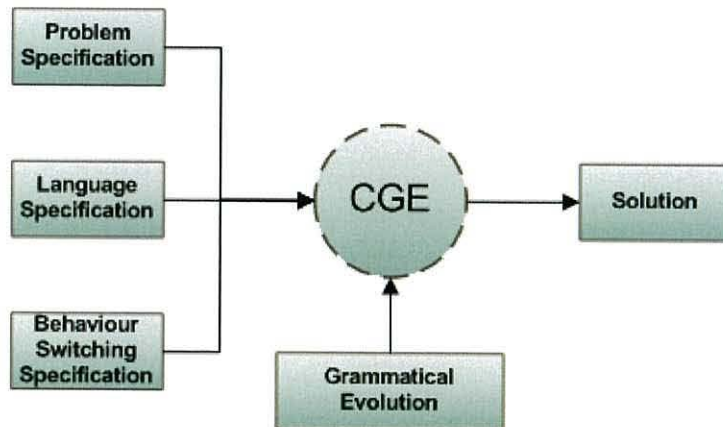 Problem
Specification
Language
Specification
Behaviour
Switching
Specification
CGE
Solution
Grammatical
Evolution